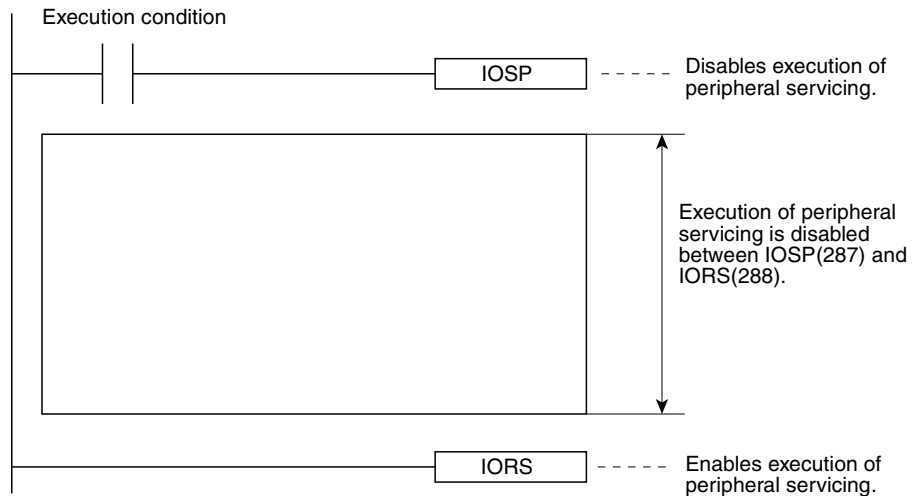 Execution condition
IOSP
Disables execution of
peripheral servicing.
Execution of peripheral
servicing is disabled
between IOSP(287) and
IORS(288).
IORS
Enables execution of
peripheral servicing.